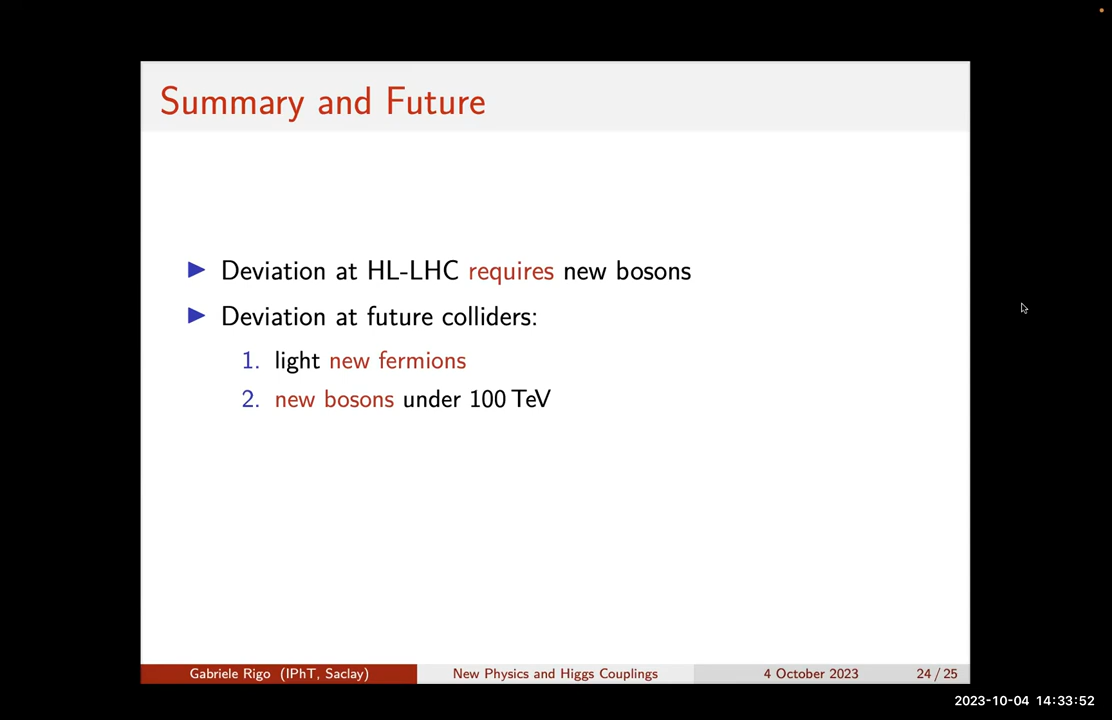 Summary and Future
▶ Deviation at HL-LHC requires new bosons
▶ Deviation at future colliders:
1. light new fermions
2. new bosons under 100 TeV
Gabriele Rigo (IPhT, Saclay) New Physics and Higgs Couplings 4 October 2023 24 / 25
2023-10-04 14:33:52